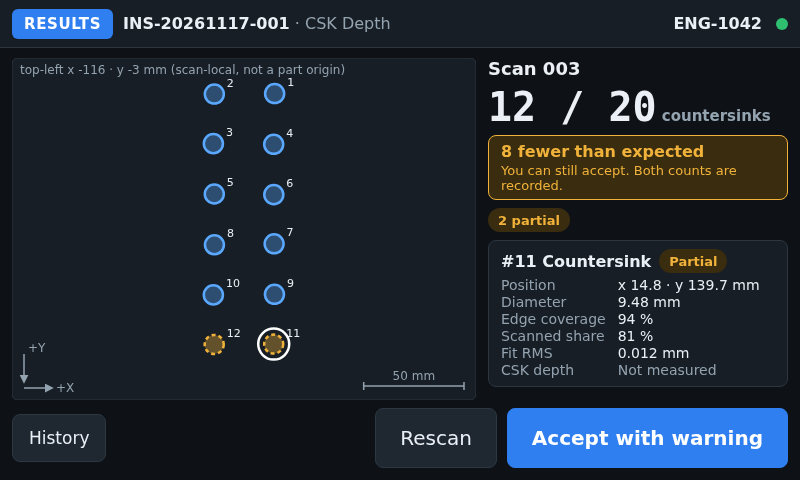 RESULTS INS-20261117-001 · CSK Depth ENG-1042
top-left x -116 · y -3 mm (scan-local, not a part origin)
2 1
3 4
5 6
8 7
10 9
12 11
+Y
+X
50 mm
Scan 003
12 / 20 countersinks
8 fewer than expected
You can still accept. Both counts are
recorded.
2 partial
#11 Countersink Partial
Position x 14.8 · y 139.7 mm
Diameter 9.48 mm
Edge coverage 94 %
Scanned share 81 %
Fit RMS 0.012 mm
CSK depth Not measured
History Rescan Accept with warning